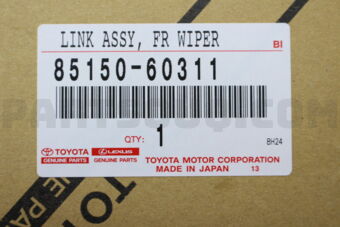 LINK ASSY, FR WIPER
BI
85150-60311
QTY: 1
BH24
TOYOTA LEXUS
GENUINE PARTS GENUINE PARTS
TOYOTA MOTOR CORPORATION
MADE IN JAPAN 13